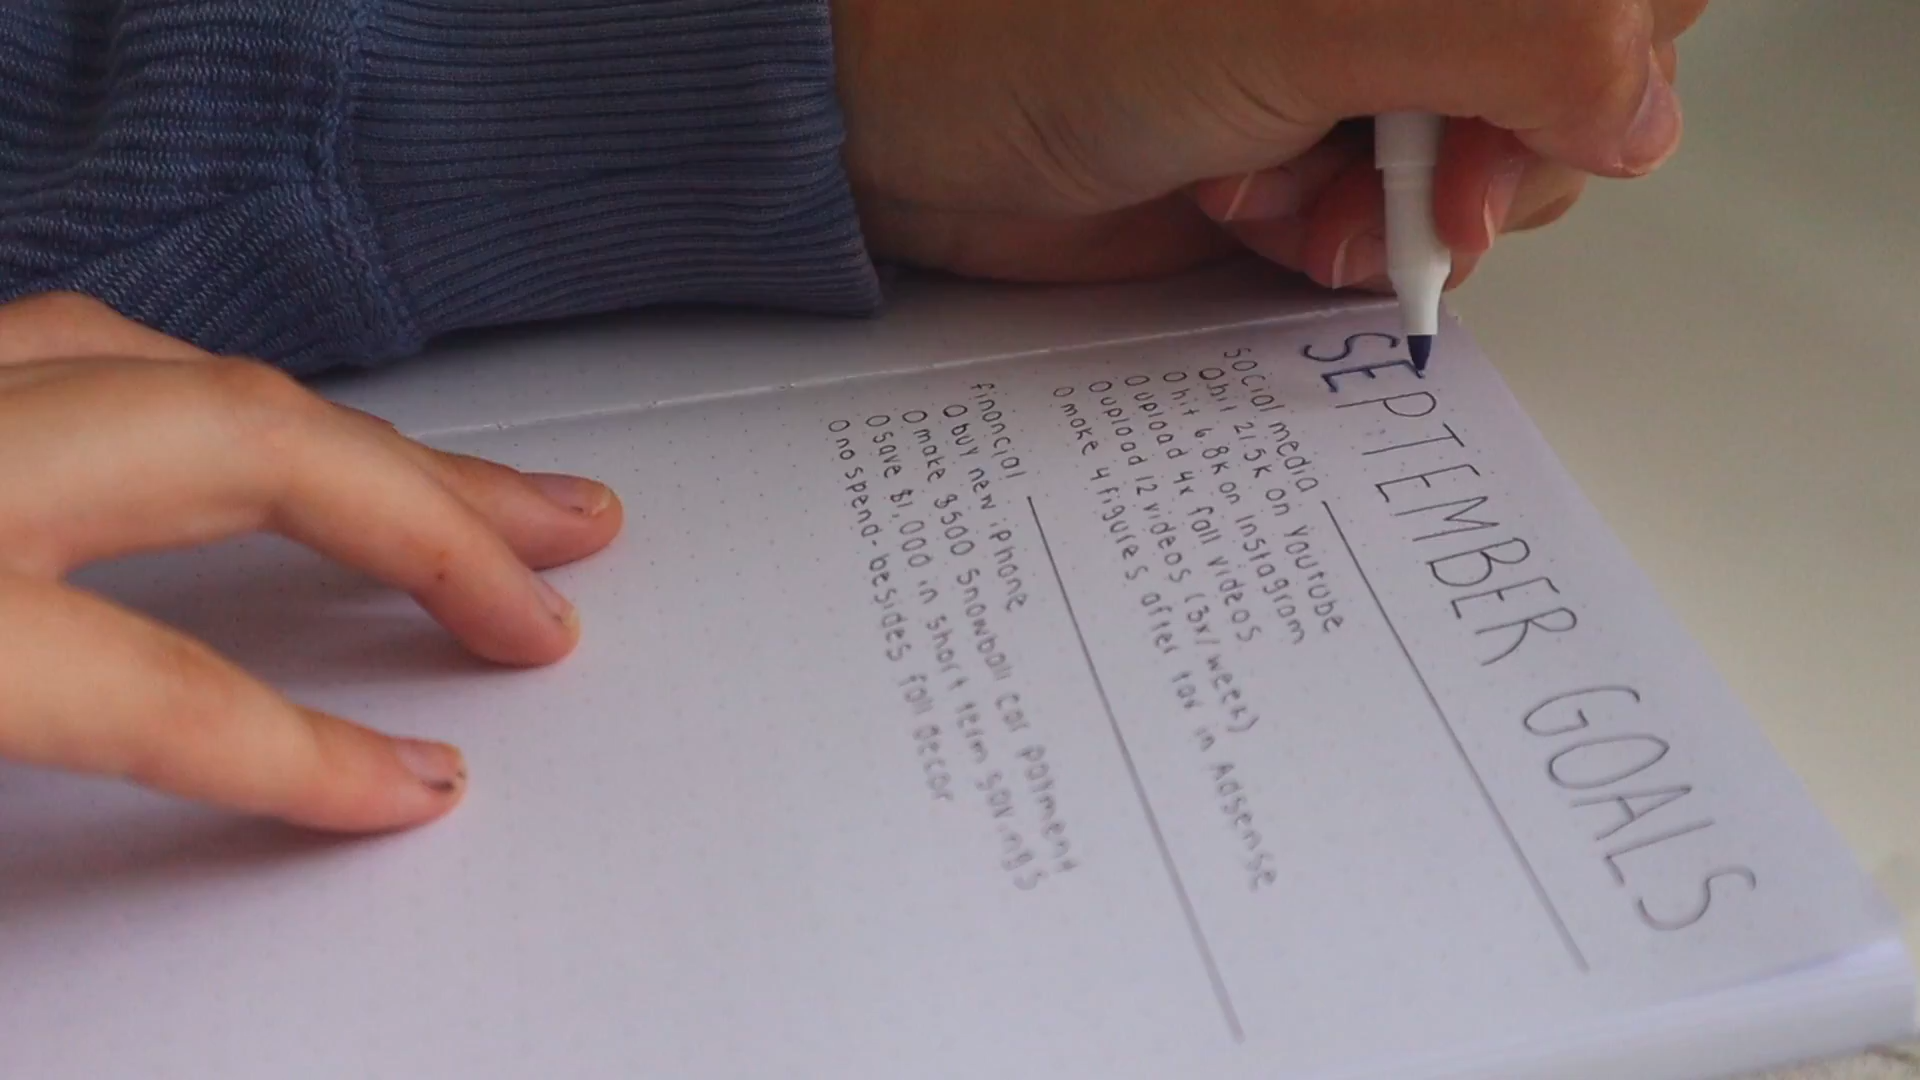 SEPTEMBER GOALS
social media
O hit 21.5k on youtube
O hit 6.8k on instagram
O upload 4x fall videos
O upload 12 videos (3x/week)
O make 4 figures after tax in Adsense
financial
O buy new iphone
O make $500 snowball car patment
O save $1,000 in short term savings
O no spend-besides fall decor